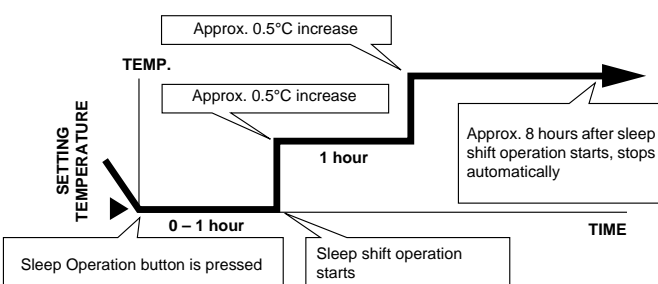 Approx. 0.5°C increase
TEMP.
Approx. 0.5°C increase
SETTING
TEMPERATURE
1 hour
Approx. 8 hours after sleep
shift operation starts, stops
automatically
0 – 1 hour
TIME
Sleep Operation button is pressed
Sleep shift operation
starts